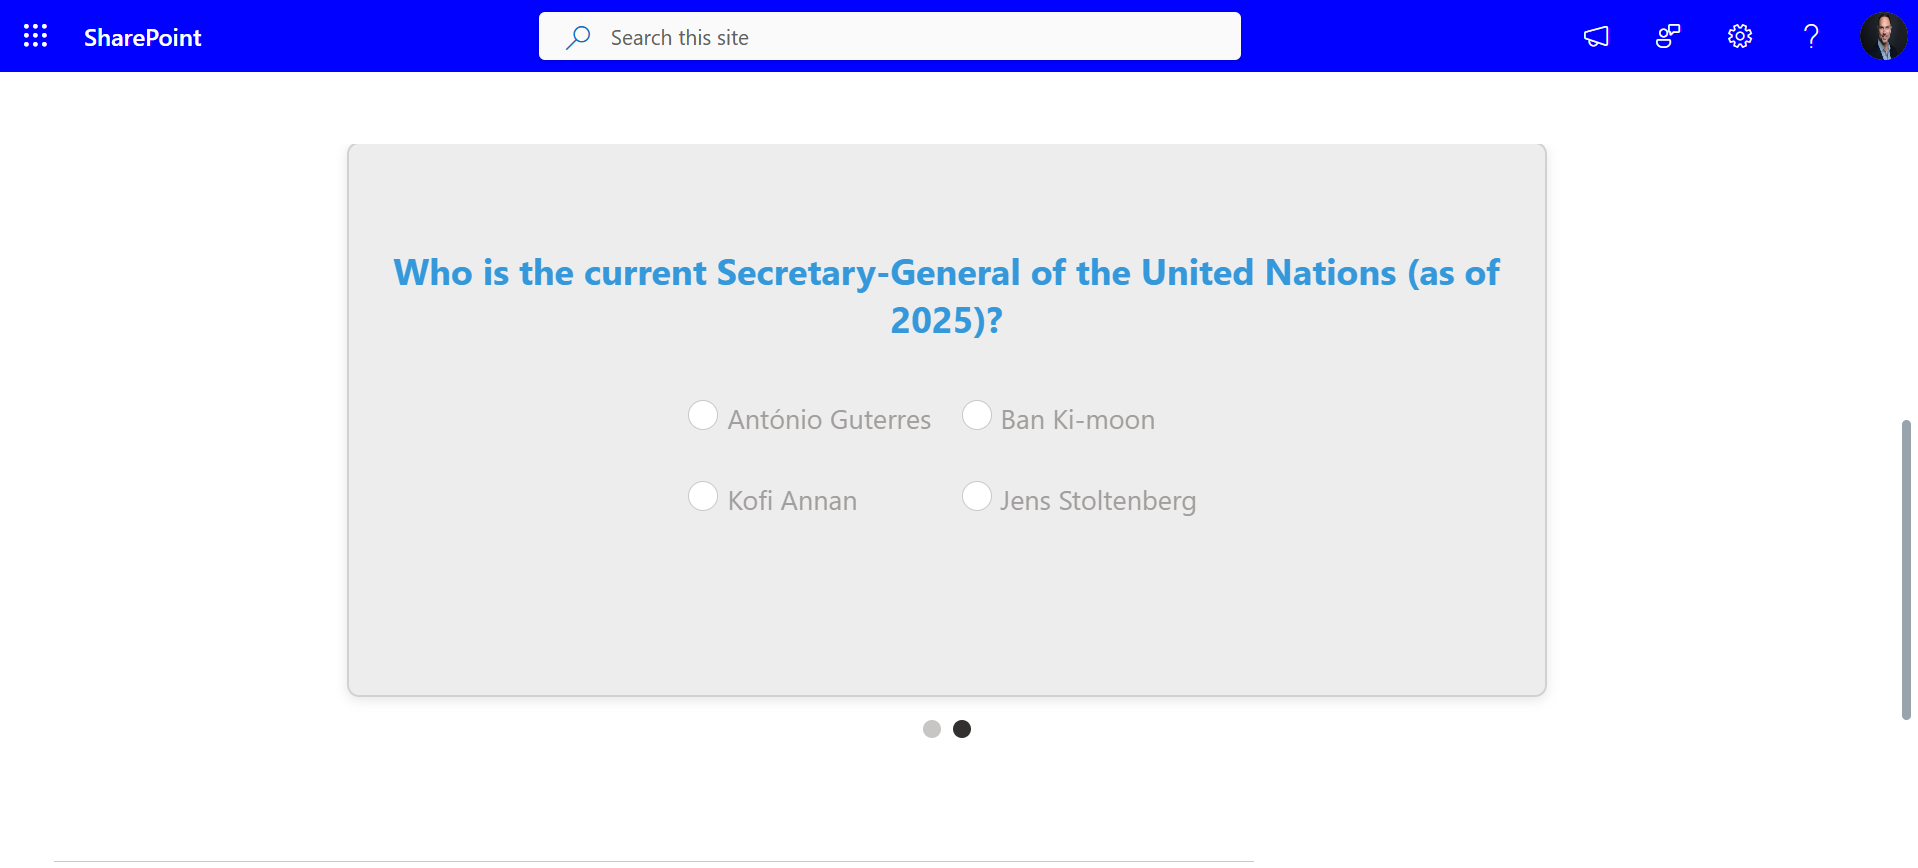 SharePoint
Search this site
Who is the current Secretary-General of the United Nations (as of
2025)?
António Guterres
Ban Ki-moon
Kofi Annan
Jens Stoltenberg